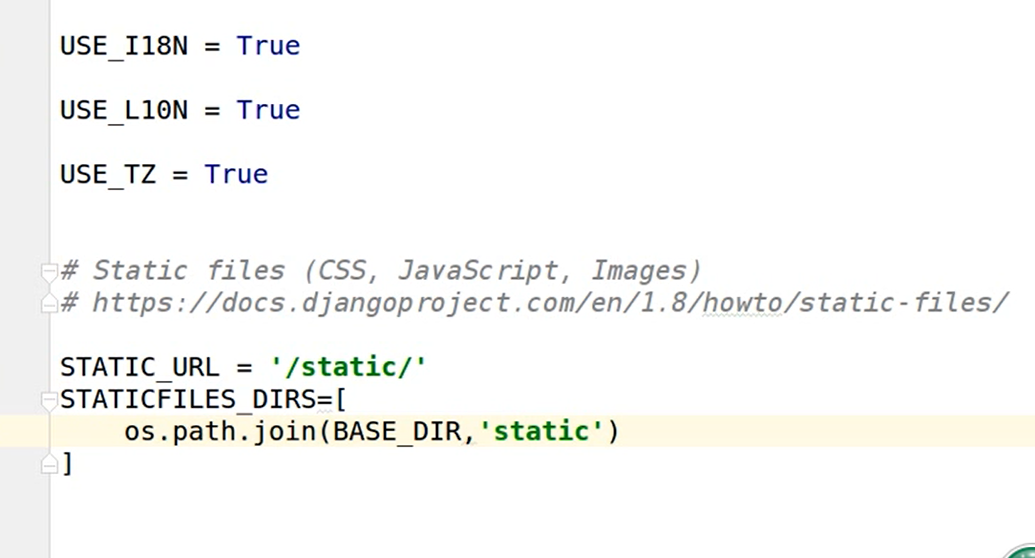 USE_I18N = True
USE_L10N = True
USE_TZ = True
# Static files (CSS, JavaScript, Images)
# https://docs.djangoproject.com/en/1.8/howto/static-files/
STATIC_URL = '/static/'
STATICFILES_DIRS=[
    os.path.join(BASE_DIR,'static')
]